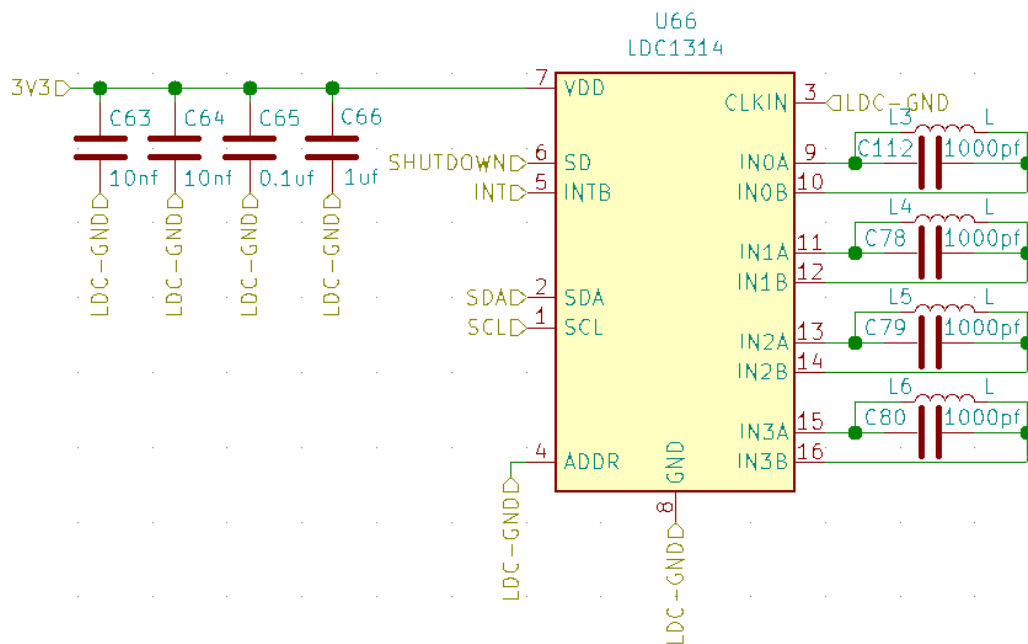 U66
LDC1314
3V3
7
VDD
3
CLKIN
LDC-GND
C63
C64
C65
C66
10nf
10nf
0.1uf
1uf
LDC-GND
LDC-GND
LDC-GND
LDC-GND
SHUTDOWN
6
SD
INT
5
INTB
SDA
2
SDA
SCL
1
SCL
4
ADDR
LDC-GND
GND
8
LDC-GND
L3
L
IN0A
9
C112
1000pf
IN0B
10
L4
L
IN1A
11
C78
1000pf
IN1B
12
L5
L
IN2A
13
C79
1000pf
IN2B
14
L6
L
IN3A
15
C80
1000pf
IN3B
16